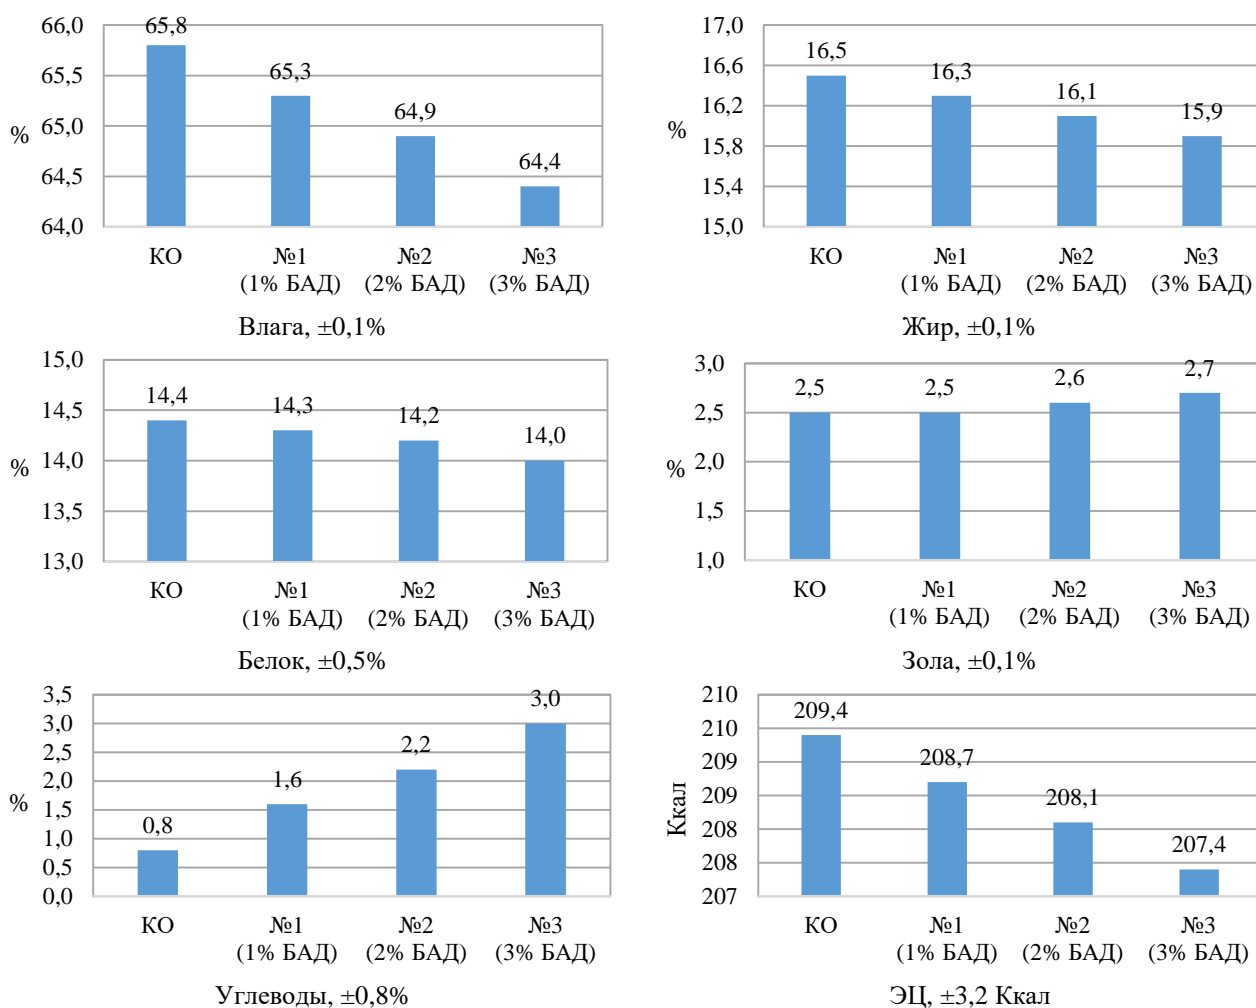 66,0
65,5
65,0
64,5
64,0
%
65,8
65,3
64,9
64,4
КО
№1
(1% БАД)
№2
(2% БАД)
№3
(3% БАД)
Влага, ±0,1%
17,0
16,6
16,2
15,8
15,4
15,0
%
16,5
16,3
16,1
15,9
КО
№1
(1% БАД)
№2
(2% БАД)
№3
(3% БАД)
Жир, ±0,1%
15,0
14,5
14,0
13,5
13,0
%
14,4
14,3
14,2
14,0
КО
№1
(1% БАД)
№2
(2% БАД)
№3
(3% БАД)
Белок, ±0,5%
3,0
2,5
2,0
1,5
1,0
%
2,5
2,5
2,6
2,7
КО
№1
(1% БАД)
№2
(2% БАД)
№3
(3% БАД)
Зола, ±0,1%
3,5
3,0
2,5
2,0
1,5
1,0
0,5
0,0
%
0,8
1,6
2,2
3,0
КО
№1
(1% БАД)
№2
(2% БАД)
№3
(3% БАД)
Углеводы, ±0,8%
210
210
209
209
208
208
207
Ккал
209,4
208,7
208,1
207,4
КО
№1
(1% БАД)
№2
(2% БАД)
№3
(3% БАД)
ЭЦ, ±3,2 Ккал